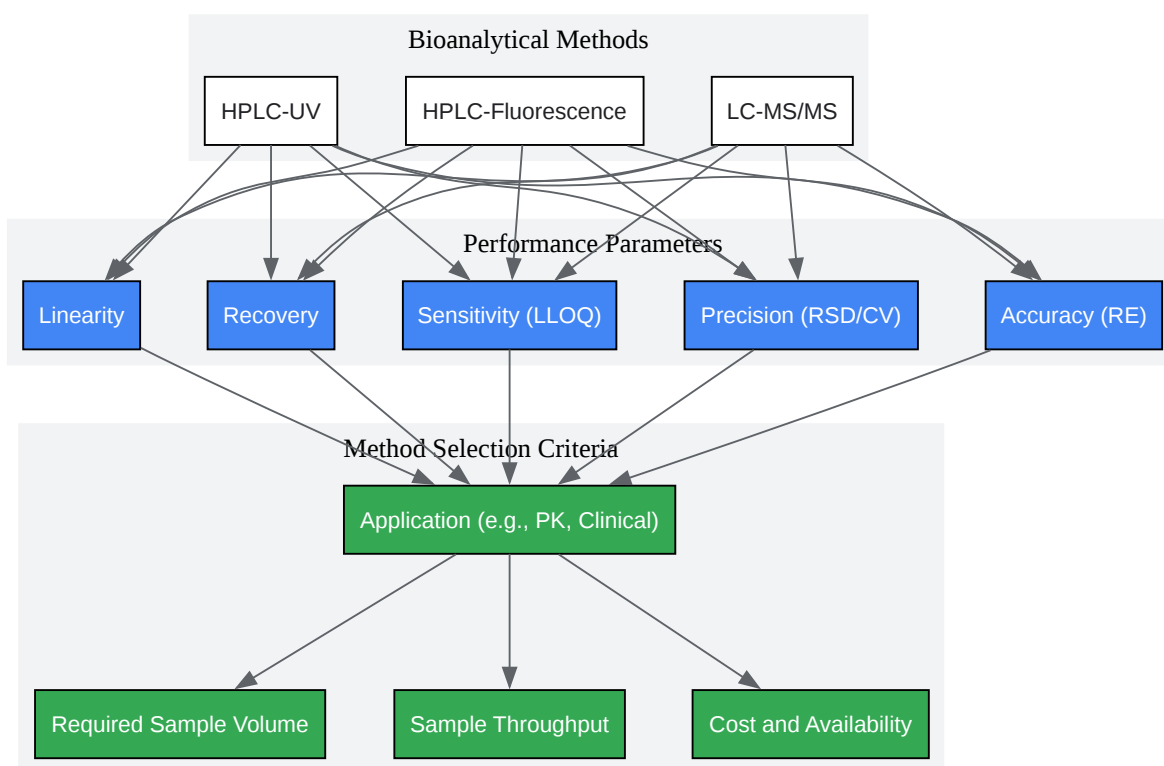 Bioanalytical Methods
HPLC-UV
HPLC-Fluorescence
LC-MS/MS
Performance Parameters
Linearity
Recovery
Sensitivity (LLOQ)
Precision (RSD/CV)
Accuracy (RE)
Method Selection Criteria
Application (e.g., PK, Clinical)
Required Sample Volume
Sample Throughput
Cost and Availability